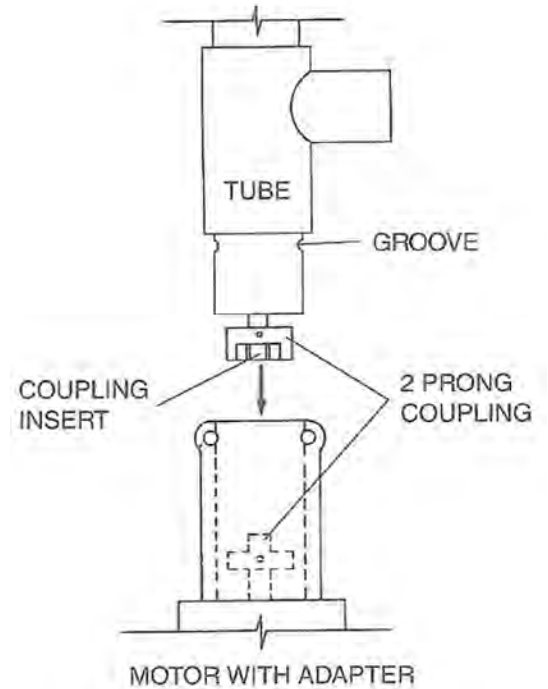 TUBE
GROOVE
COUPLING
INSERT
2 PRONG
COUPLING
MOTOR WITH ADAPTER